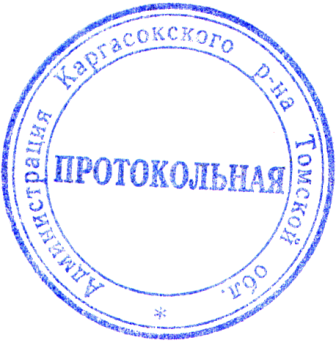 Администрация Каргасокского р-на Томской обл.
*
ПРОТОКОЛЬНАЯ